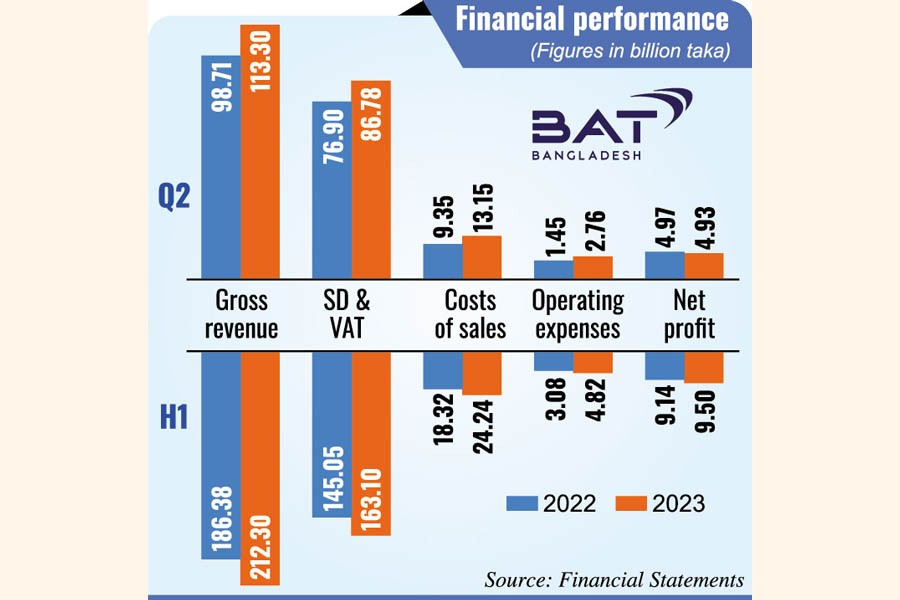 Financial performance
(Figures in billion taka)
BAT
BANGLADESH
Q2
98.71
113.30
76.90
86.78
9.35
13.15
1.45
2.76
4.97
4.93
Gross
revenue
SD &
VAT
Costs
of sales
Operating
expenses
Net
profit
H1
186.38
212.30
145.05
163.10
18.32
24.24
3.08
4.82
9.14
9.50
2022
2023
Source: Financial Statements